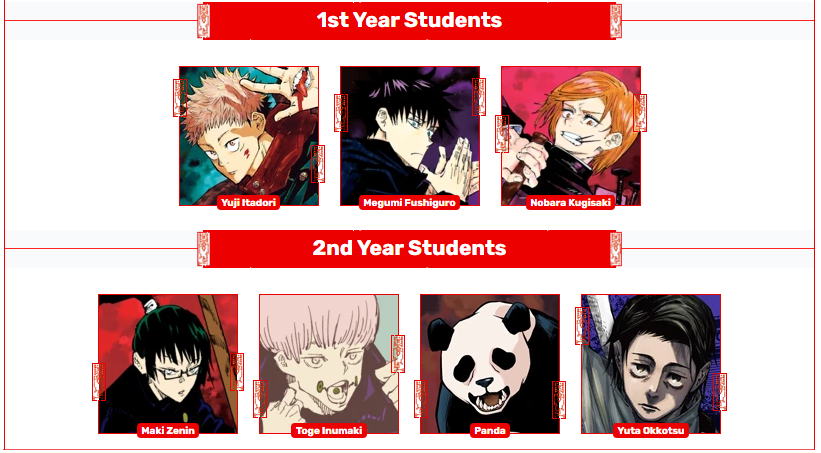 1st Year Students
Yuji Itadori
Megumi Fushiguro
Nobara Kugisaki
2nd Year Students
Maki Zenin
Toge Inumaki
Panda
Yuta Okkotsu